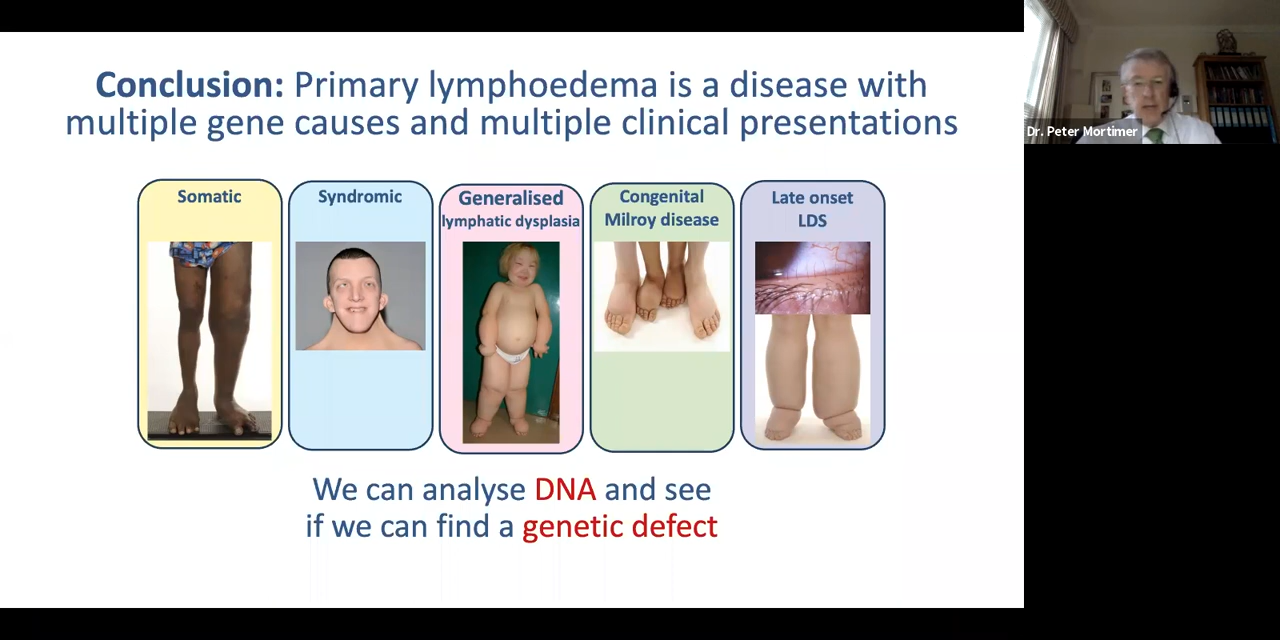 Conclusion: Primary lymphoedema is a disease with
multiple gene causes and multiple clinical presentations
Somatic
Syndromic
Generalised
lymphatic dysplasia
Congenital
Milroy disease
Late onset
LDS
We can analyse DNA and see
if we can find a genetic defect
Dr. Peter Mortimer